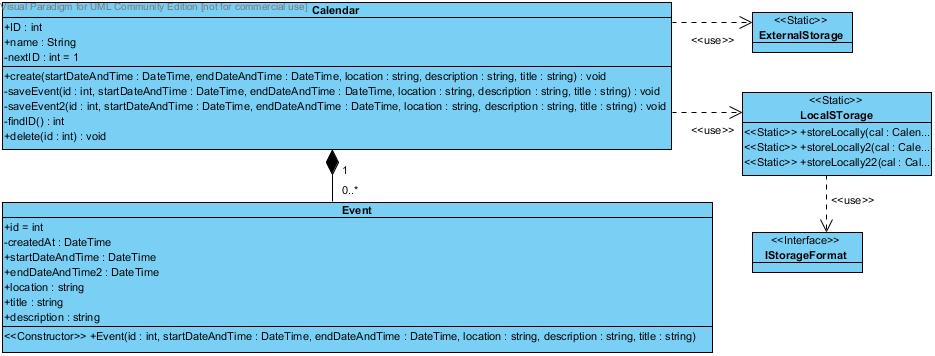 Visual Paradigm for UML Community Edition [not for commercial use]
Calendar
+ID : int
+name : String
-nextID : int = 1
+create(startDateAndTime : DateTime, endDateAndTime : DateTime, location : string, description : string, title : string) : void
-saveEvent(id : int, startDateAndTime : DateTime, endDateAndTime : DateTime, location : string, description : string, title : string) : void
-saveEvent2(id : int, startDateAndTime : DateTime, endDateAndTime : DateTime, location : string, description : string, title : string) : void
-findID() : int
+delete(id : int) : void
<<use>>
<<Static>>
ExternalStorage
<<use>>
<<Static>>
LocalSTorage
<<Static>> +storeLocally(cal : Calen...
<<Static>> +storeLocally2(cal : Cale...
<<Static>> +storeLocally22(cal : Cal...
<<use>>
<<Interface>>
IStorageFormat
1
0..*
Event
+id = int
-createdAt : DateTime
+startDateAndTime : DateTime
+endDateAndTime2 : DateTime
+location : string
+title : string
+description : string
<<Constructor>> +Event(id : int, startDateAndTime : DateTime, endDateAndTime : DateTime, location : string, description : string, title : string)